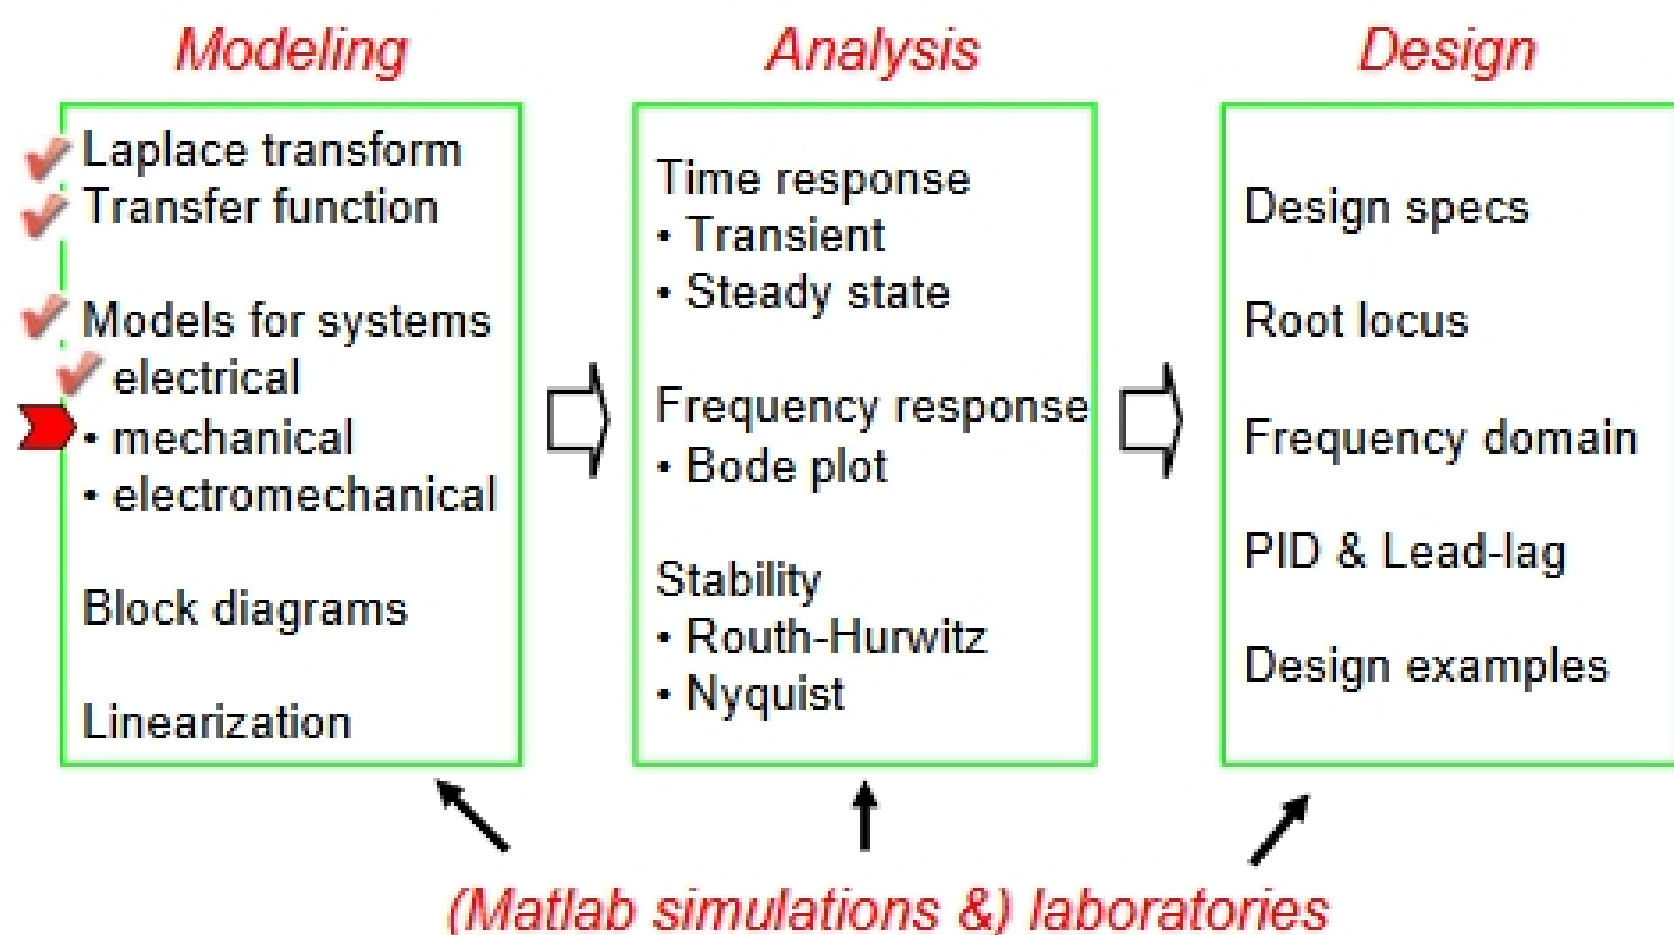 Modeling
Laplace transform
Transfer function
Models for systems
electrical
• mechanical
• electromechanical
Block diagrams
Linearization
Analysis
Time response
• Transient
• Steady state
Frequency response
• Bode plot
Stability
• Routh-Hurwitz
• Nyquist
Design
Design specs
Root locus
Frequency domain
PID & Lead-lag
Design examples
(Matlab simulations &) laboratories